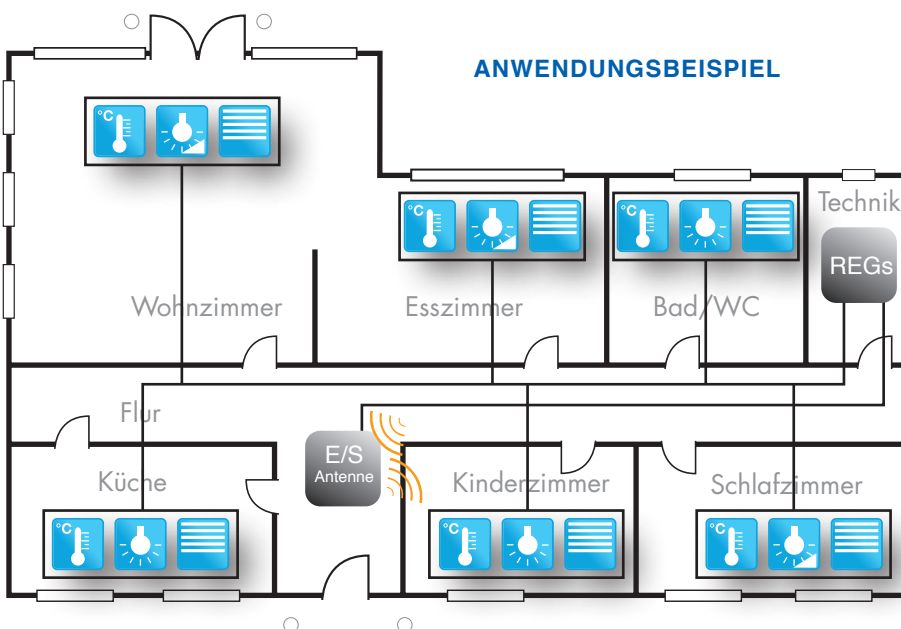 ANWENDUNGSBEISPIEL
°C
°C
°C
Technik
REGs
Wohnzimmer
Esszimmer
Bad/WC
Flur
E/S
Antenne
Küche
Kinderzimmer
Schlafzimmer
°C
°C
°C